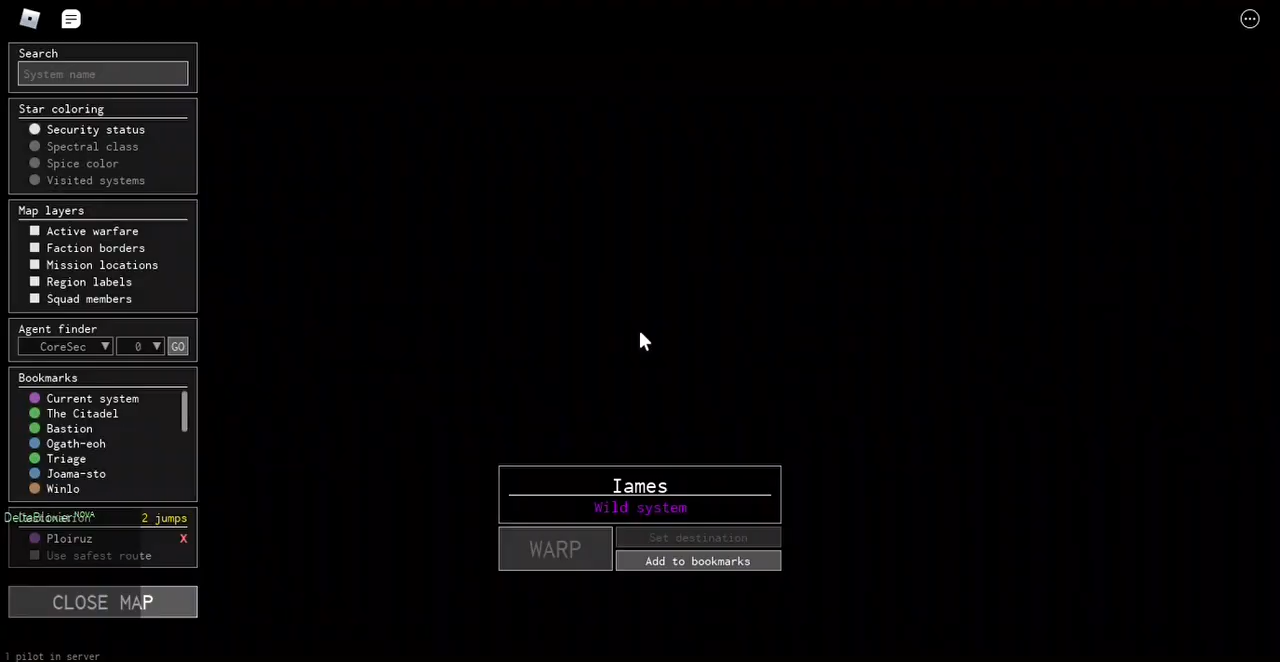 Search
System name
Star coloring
Security status
Spectral class
Spice color
Visited systems
Map layers
Active warfare
Faction borders
Mission locations
Region labels
Squad members
Agent finder
CoreSec ▼ 0 ▼ GO
Bookmarks
Current system
The Citadel
Bastion
Ogath-eoh
Triage
Joama-sto
Winlo
NOVA
2 jumps
Ploiruz X
Use safest route
CLOSE MAP
1 pilot in server
Iames
Wild system
WARP
Set destination
Add to bookmarks